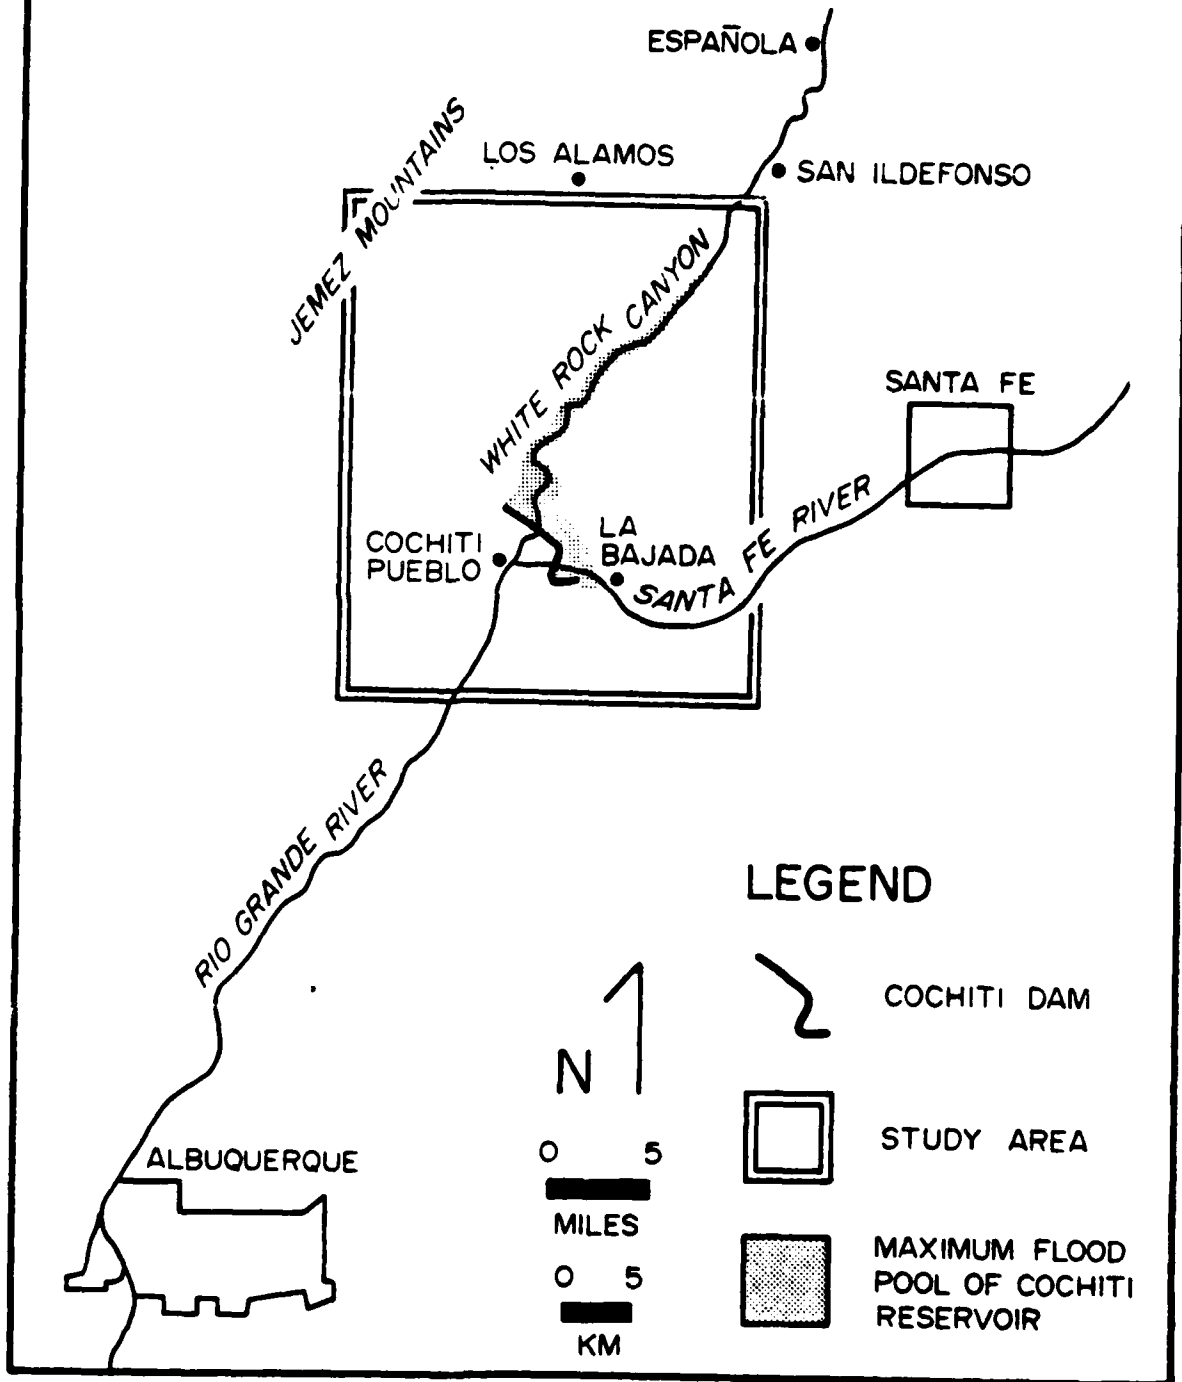 ESPAÑOLA
LOS ALAMOS
SAN ILDEFONSO
JEMEZ MOUNTAINS
WHITE ROCK CANYON
SANTA FE
COCHITI
PUEBLO
LA
BAJADA
SANTA FE RIVER
RIO GRANDE RIVER
LEGEND
COCHITI DAM
N
0 5
MILES
STUDY AREA
0 5
KM
MAXIMUM FLOOD
POOL OF COCHITI
RESERVOIR
ALBUQUERQUE